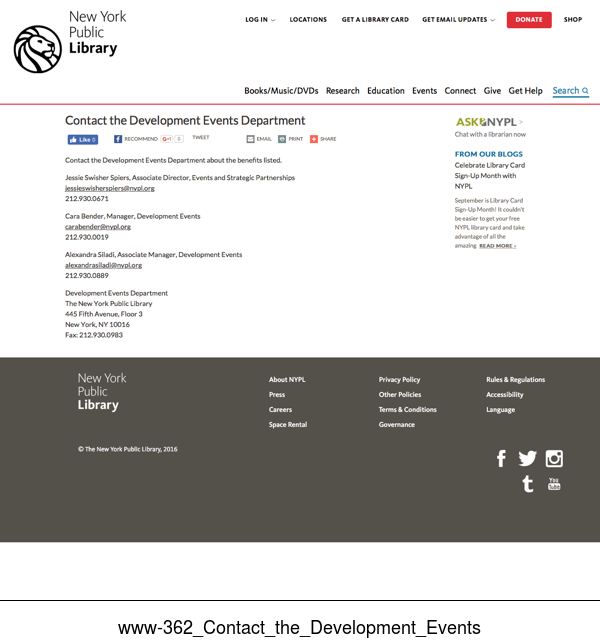 New York
Public
Library
LOG IN
LOCATIONS
GET A LIBRARY CARD
GET EMAIL UPDATES
DONATE
SHOP
Books/Music/DVDs Research Education Events Connect Give Get Help Search
Contact the Development Events Department
Like 0
RECOMMEND
G+1 0
TWEET
EMAIL
PRINT
SHARE
Contact the Development Events Department about the benefits listed.
Jessie Swisher Spiers, Associate Director, Events and Strategic Partnerships
jessieswisherspiers@nypl.org
212.930.0671
Cara Bender, Manager, Development Events
carabender@nypl.org
212.930.0019
Alexandra Siladi, Associate Manager, Development Events
alexandrasiladi@nypl.org
212.930.0889
Development Events Department
The New York Public Library
445 Fifth Avenue, Floor 3
New York, NY 10016
Fax: 212.930.0983
ASK NYPL >
Chat with a librarian now
FROM OUR BLOGS
Celebrate Library Card
Sign-Up Month with
NYPL
September is Library Card
Sign-Up Month! It couldn't
be easier to get your free
NYPL library card and take
advantage of all the
amazing READ MORE ›
New York
Public
Library
About NYPL
Press
Careers
Space Rental
Privacy Policy
Other Policies
Terms & Conditions
Governance
Rules & Regulations
Accessibility
Language
© The New York Public Library, 2016
You
Tube
www-362_Contact_the_Development_Events